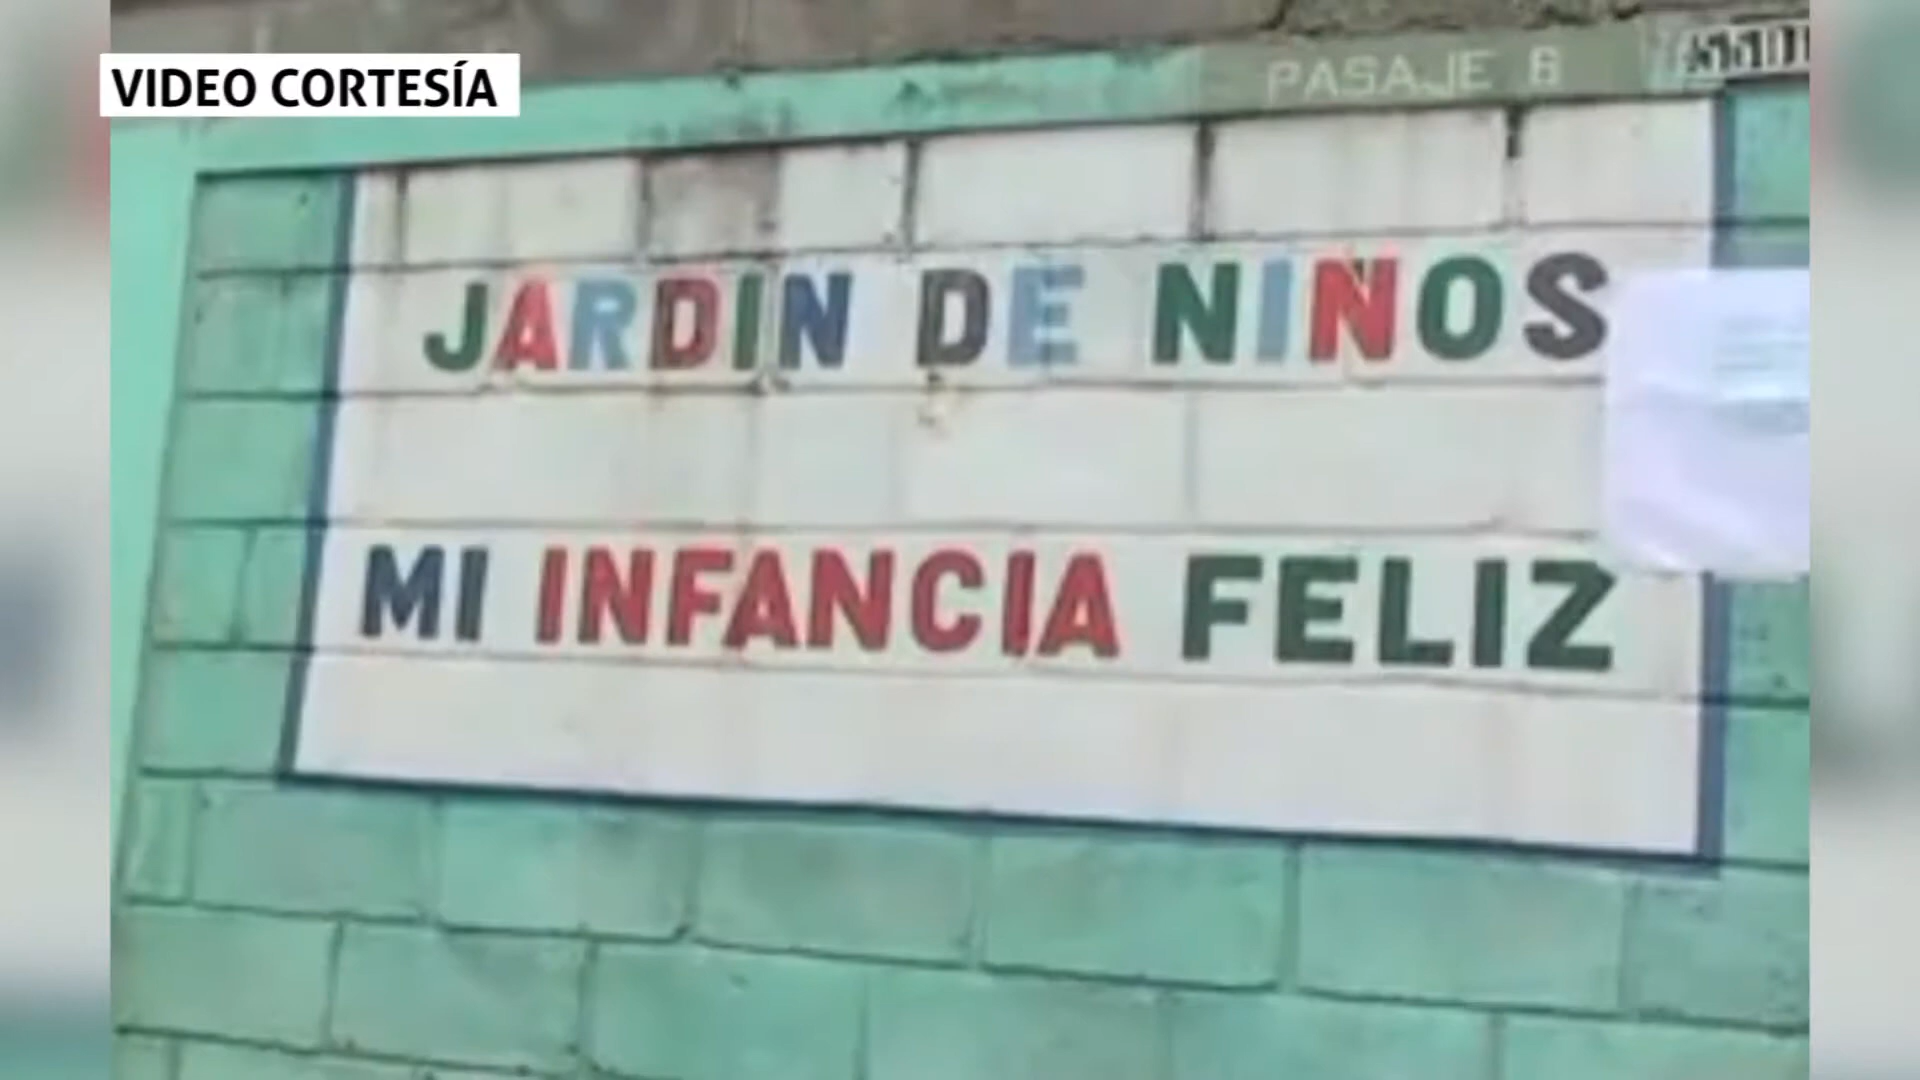 VIDEO CORTESÍA
PASAJE 6
JARDIN DE NIÑOS
MI INFANCIA FELIZ